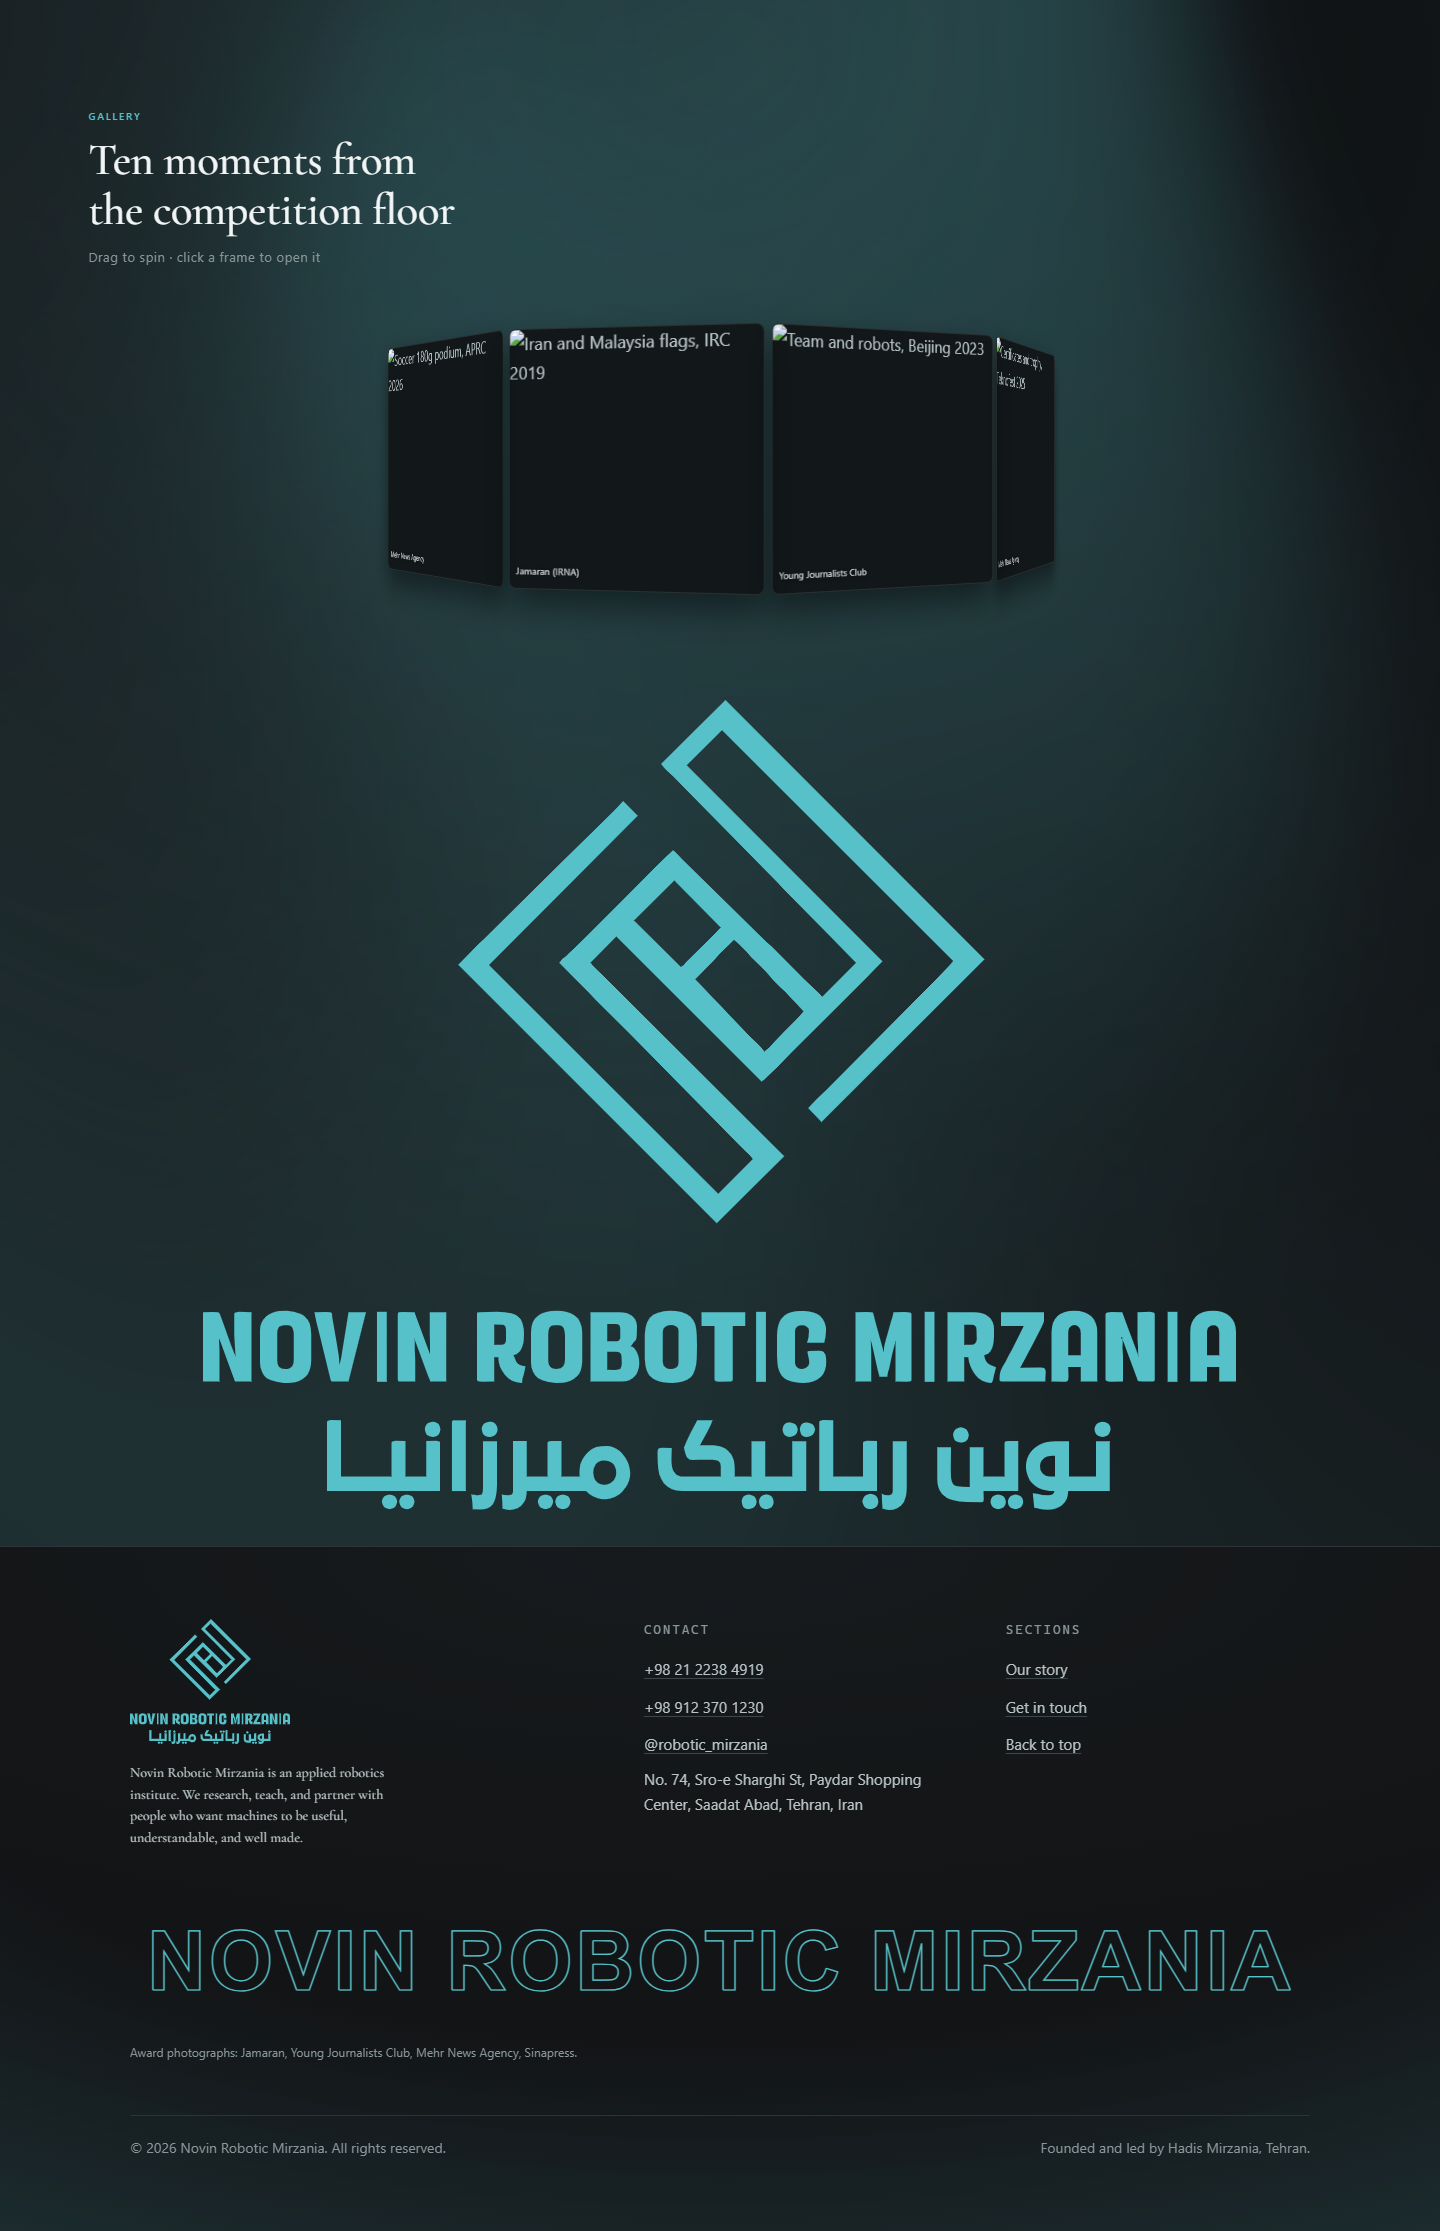 GALLERY
Ten moments from
the competition floor
Drag to spin · click a frame to open it
Soccer 180g podium, APRC
2026
Mehr News Agency
Iran and Malaysia flags, IRC
2019
Jamaran (IRNA)
Team and robots, Beijing 2023
Young Journalists Club
NOVIN ROBOTIC MIRZANIA
نوین رباتیک میرزانیا
NOVIN ROBOTIC MIRZANIA
نوین رباتیک میرزانیا
Novin Robotic Mirzania is an applied robotics
institute. We research, teach, and partner with
people who want machines to be useful,
understandable, and well made.
CONTACT
+98 21 2238 4919
+98 912 370 1230
@robotic_mirzania
No. 74, Sro-e Sharghi St, Paydar Shopping
Center, Saadat Abad, Tehran, Iran
SECTIONS
Our story
Get in touch
Back to top
NOVIN ROBOTIC MIRZANIA
Award photographs: Jamaran, Young Journalists Club, Mehr News Agency, Sinapress.
© 2026 Novin Robotic Mirzania. All rights reserved.
Founded and led by Hadis Mirzania, Tehran.